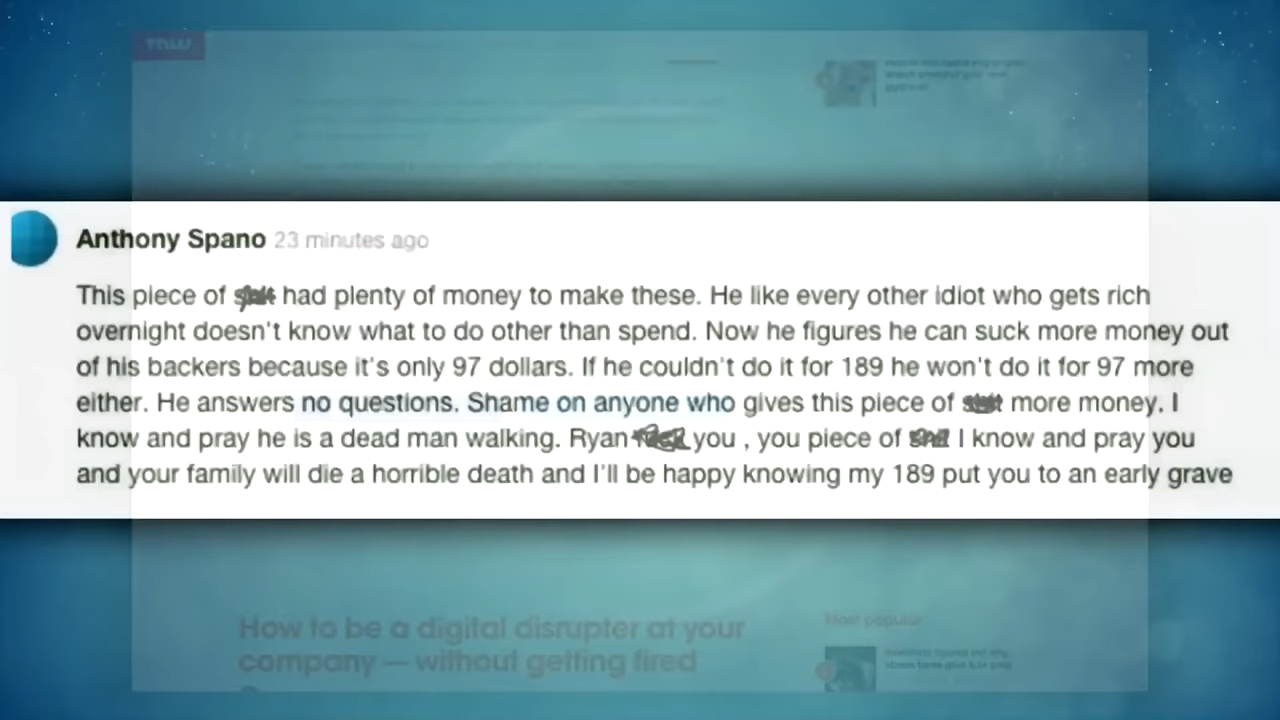 TNW
Anthony Spano 23 minutes ago
This piece of had plenty of money to make these. He like every other idiot who gets rich
overnight doesn't know what to do other than spend. Now he figures he can suck more money out
of his backers because it's only 97 dollars. If he couldn't do it for 189 he won't do it for 97 more
either. He answers no questions. Shame on anyone who gives this piece of more money. I
know and pray he is a dead man walking. Ryan you , you piece of I know and pray you
and your family will die a horrible death and I'll be happy knowing my 189 put you to an early grave
How to be a digital disrupter at your
company — without getting fired
Most popular